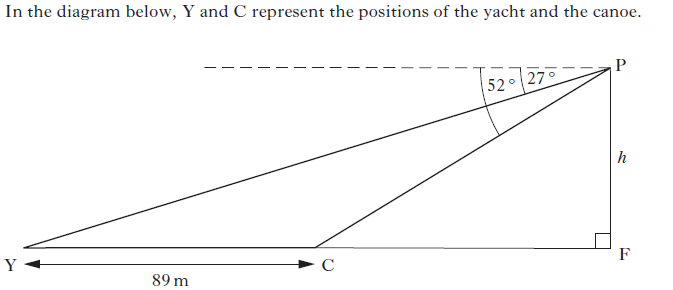 In the diagram below, Y and C represent the positions of the yacht and the canoe.
P
52° 27°
h
F
Y C
89 m